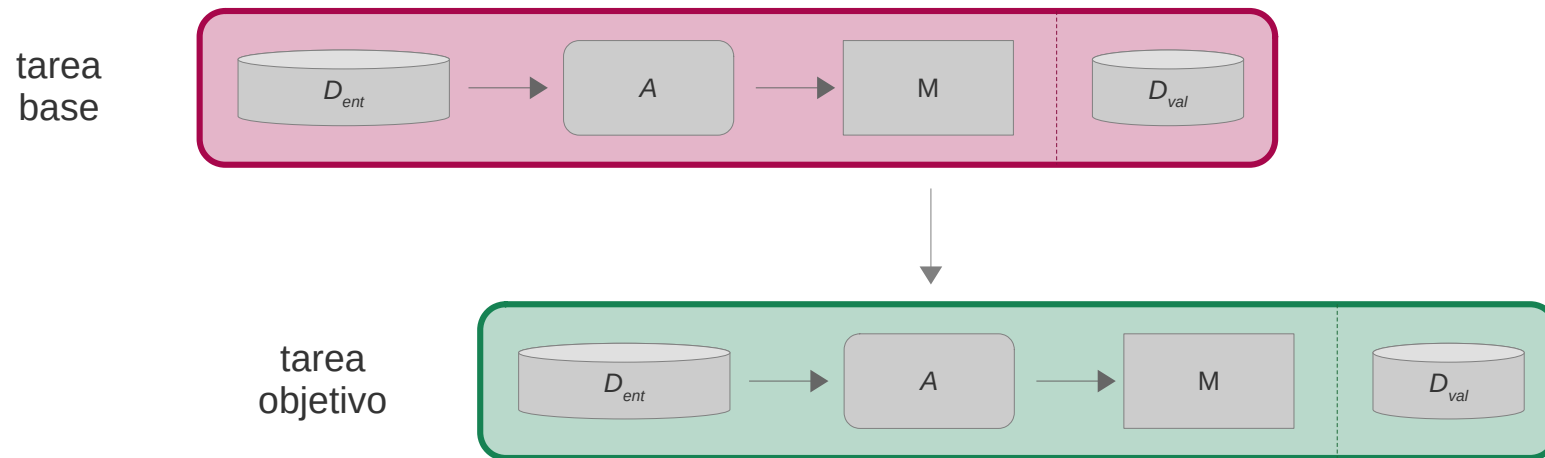 tarea
base
D_ent
A
M
D_val
tarea
objetivo
D_ent
A
M
D_val